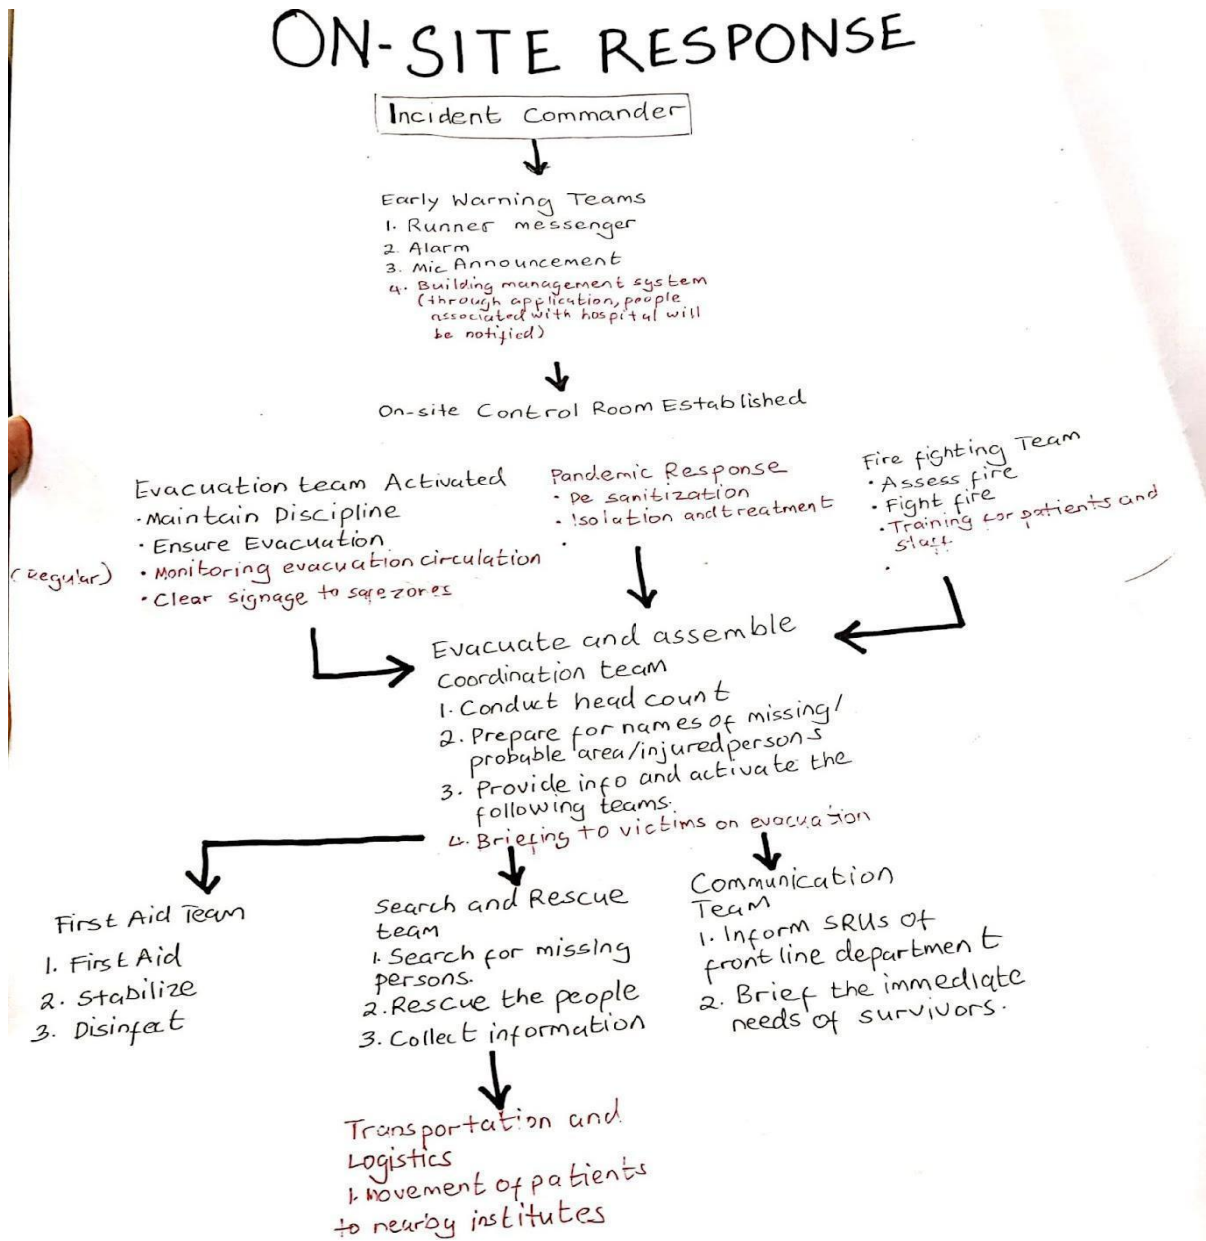 ON-SITE RESPONSE
Incident Commander
Early Warning Teams
1. Runner messenger
2. Alarm
3. Mic Announcement
4. Building management system
(through application, people
associated with hospital will
be notified)
On-site Control Room Established
Evacuation team Activated
• Maintain Discipline
• Ensure Evacuation
(Regular) • Monitoring evacuation circulation
• Clear signage to safe zones
Pandemic Response
• De sanitization
• Isolation and treatment
•
Fire fighting Team
• Assess fire
• Fight fire
• Training for patients and
staff
•
Evacuate and assemble
Coordination team
1. Conduct head count
2. Prepare for names of missing/
probable area/injured persons
3. Provide info and activate the
following teams.
4. Briefing to victims on evacuation
First Aid Team
1. First Aid
2. Stabilize
3. Disinfect
Search and Rescue
team
1. Search for missing
persons.
2. Rescue the people
3. Collect information
Communication
Team
1. Inform SRUs of
front line department
2. Brief the immediate
needs of survivors.
Transportation and
Logistics
1. Movement of patients
to nearby institutes